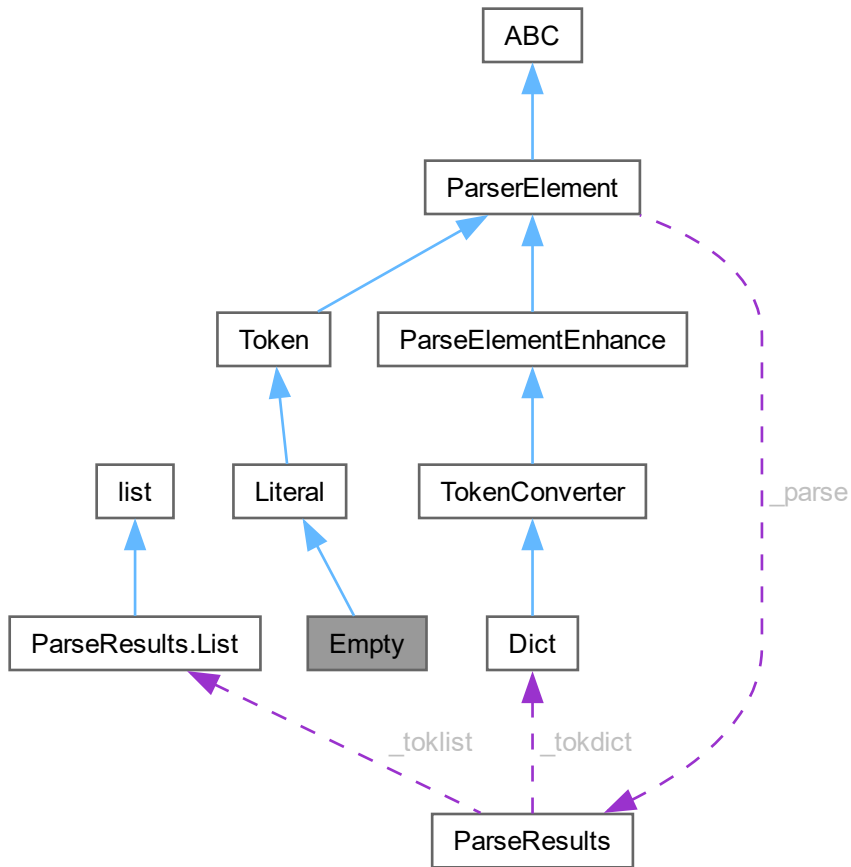 ABC
ParserElement
Token
ParseElementEnhance
list
Literal
TokenConverter
_parse
ParseResults.List
Empty
Dict
_toklist
_tokdict
ParseResults